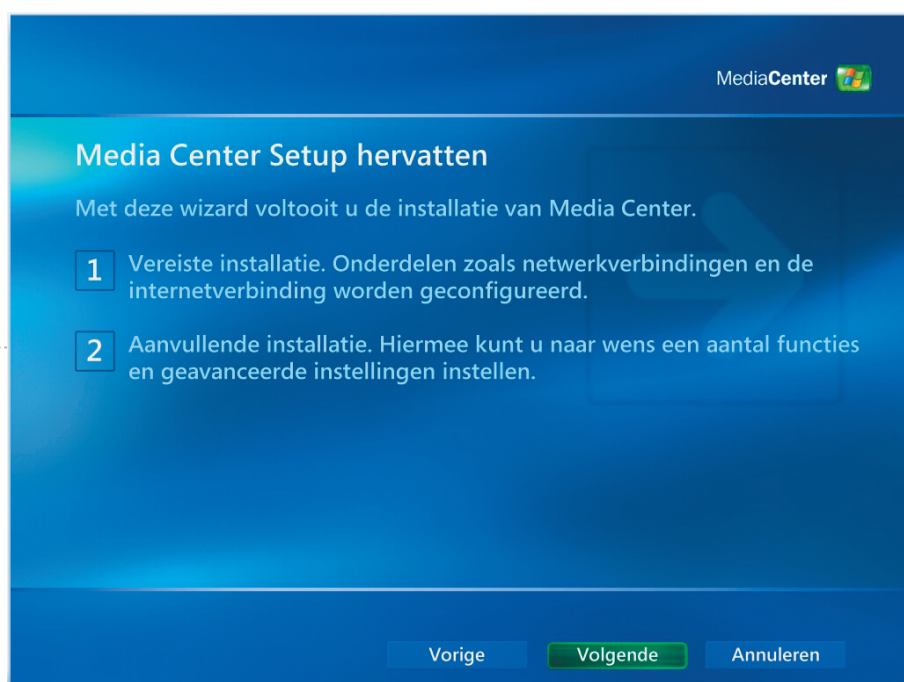 MediaCenter
Media Center Setup hervatten
Met deze wizard voltooit u de installatie van Media Center.
1 Vereiste installatie. Onderdelen zoals netwerkverbindingen en de
internetverbinding worden geconfigureerd.
2 Aanvullende installatie. Hiermee kunt u naar wens een aantal functies
en geavanceerde instellingen instellen.
Vorige Volgende Annuleren